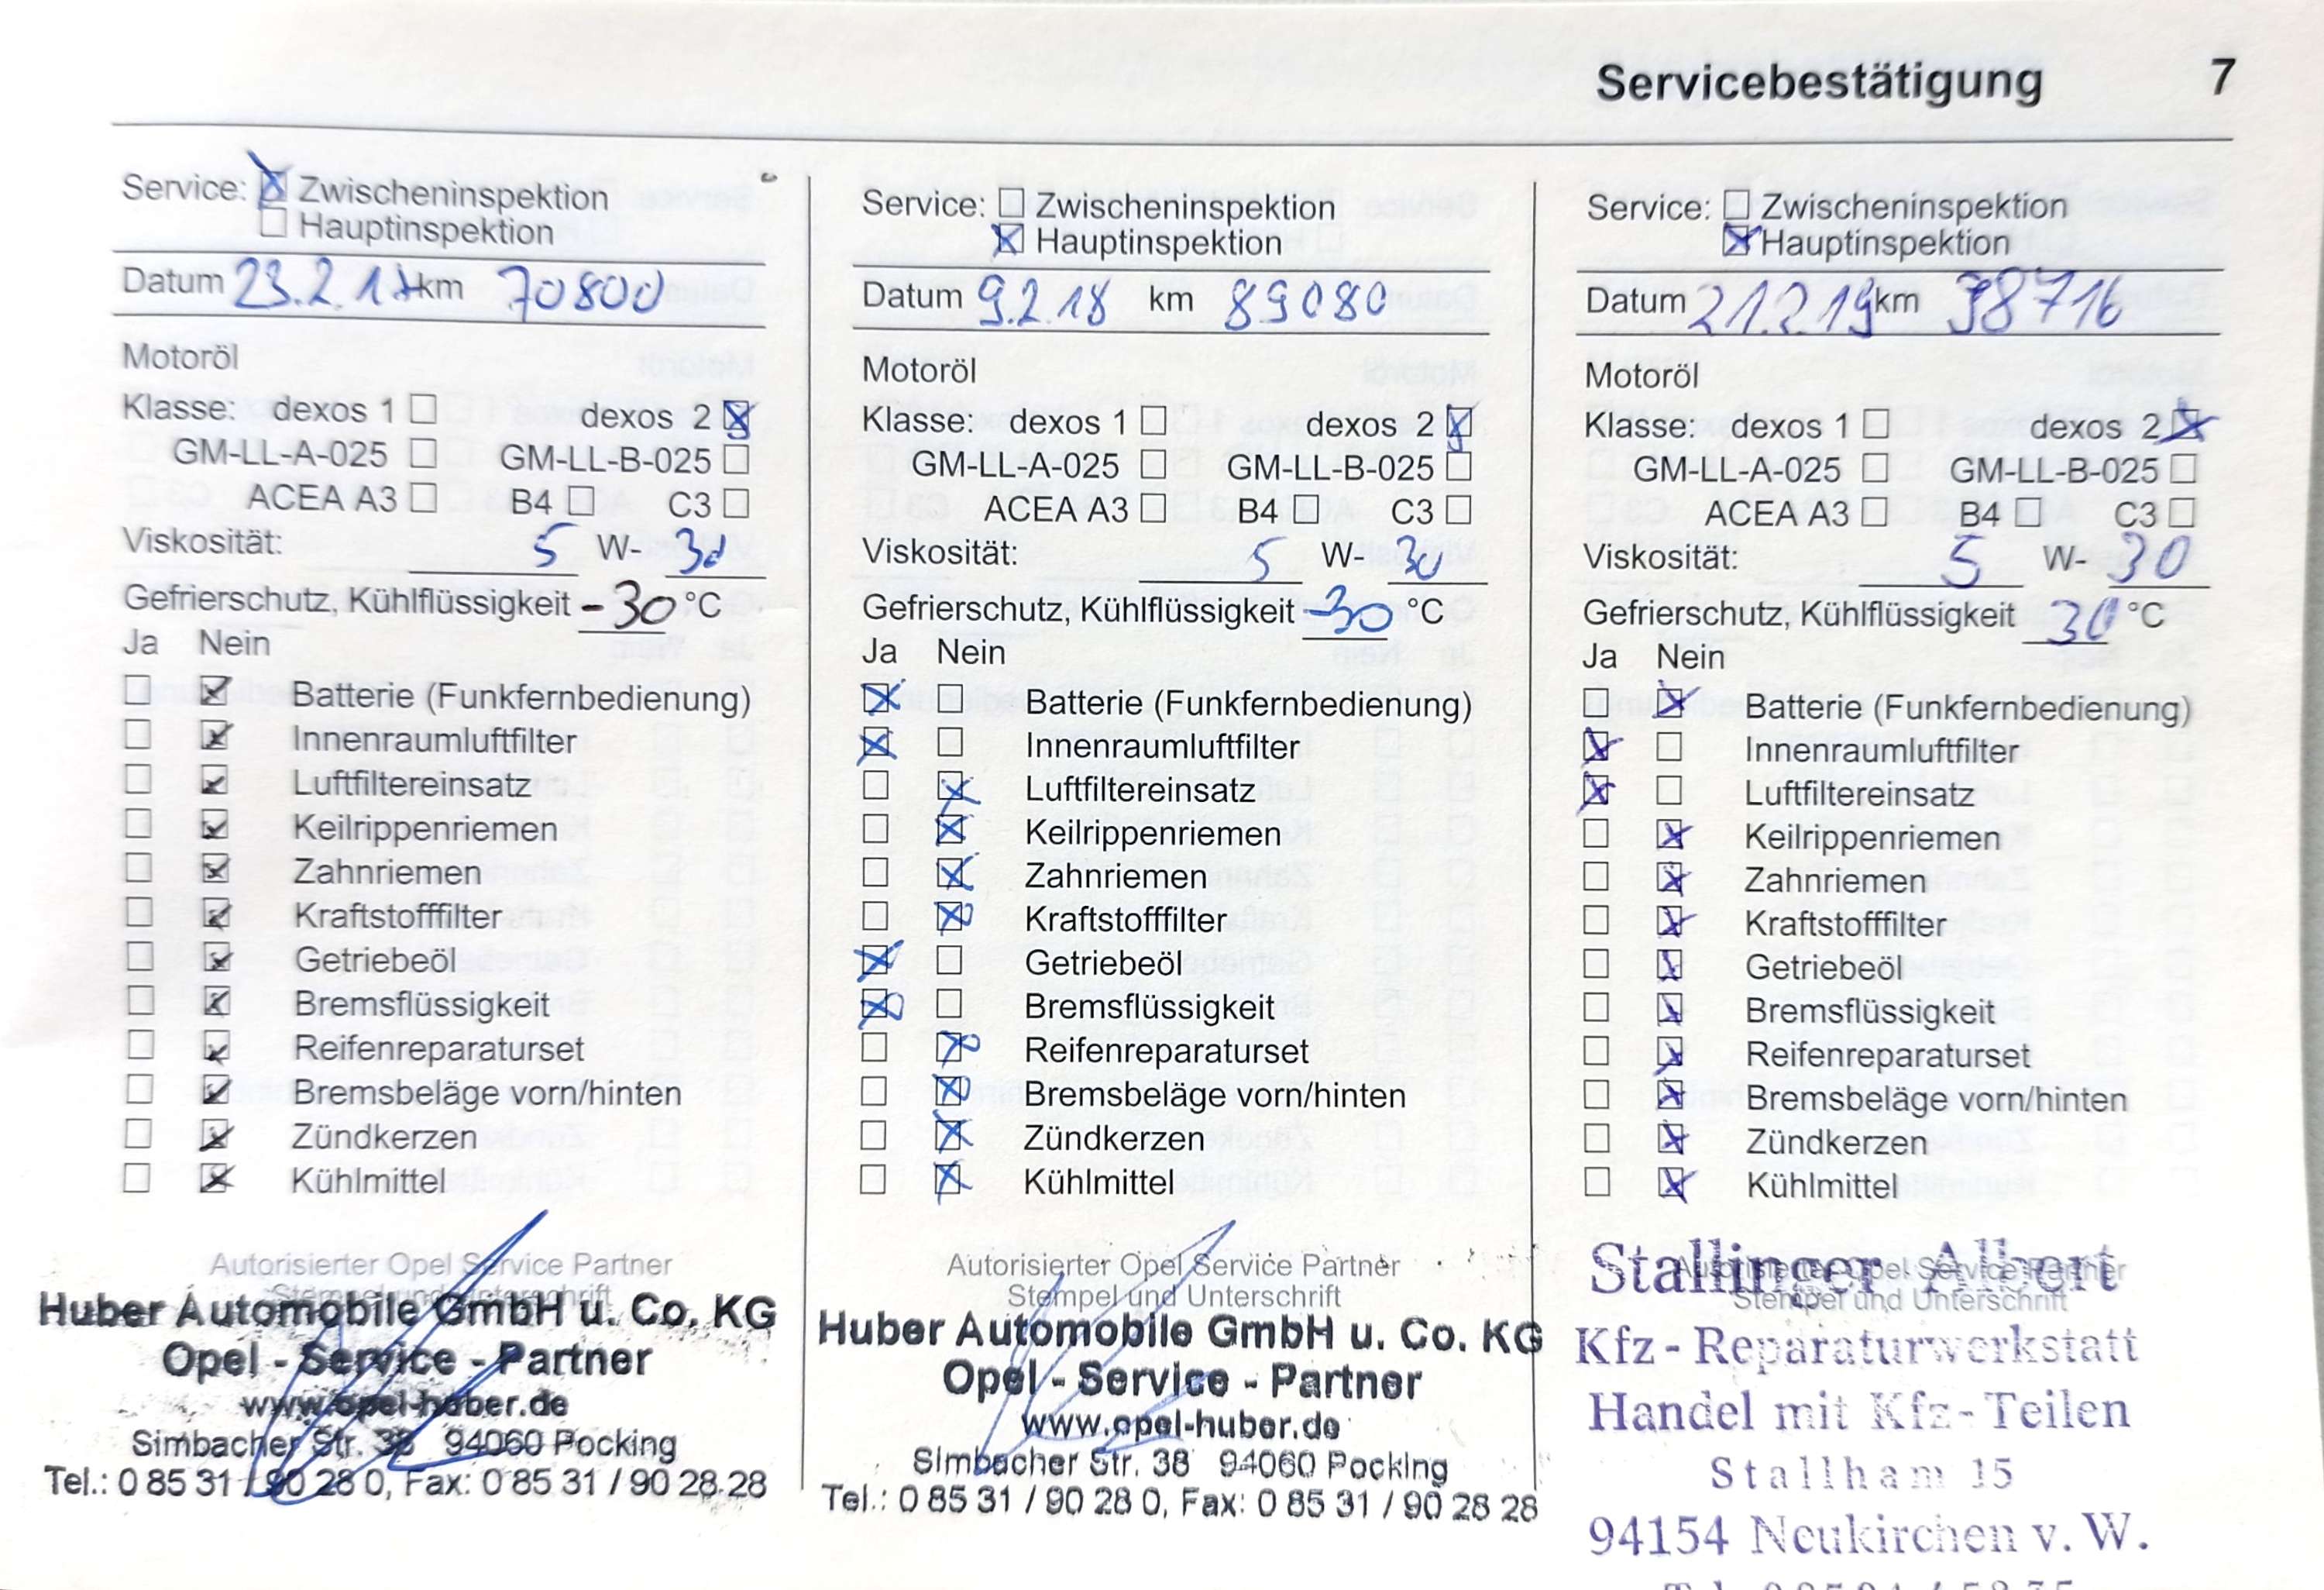 Servicebestätigung 7
Service: Zwischeninspektion
Hauptinspektion
Datum 23.2.17 km 70800
Motoröl
Klasse: dexos 1 dexos 2
GM-LL-A-025 GM-LL-B-025
ACEA A3 B4 C3
Viskosität: 5 W- 30
Gefrierschutz, Kühlflüssigkeit -30 °C
Ja Nein
Batterie (Funkfernbedienung)
Innenraumluftfilter
Luftfiltereinsatz
Keilrippenriemen
Zahnriemen
Kraftstofffilter
Getriebeöl
Bremsflüssigkeit
Reifenreparaturset
Bremsbeläge vorn/hinten
Zündkerzen
Kühlmittel
Autorisierter Opel Service Partner
Stempel und Unterschrift
Huber Automobile GmbH u. Co. KG
Opel - Service - Partner
www.opel-huber.de
Simbacher Str. 38 94060 Pocking
Tel.: 0 85 31 / 90 28 0, Fax: 0 85 31 / 90 28 28
Service: Zwischeninspektion
Hauptinspektion
Datum 9.2.18 km 89080
Motoröl
Klasse: dexos 1 dexos 2
GM-LL-A-025 GM-LL-B-025
ACEA A3 B4 C3
Viskosität: 5 W- 30
Gefrierschutz, Kühlflüssigkeit -30 °C
Ja Nein
Batterie (Funkfernbedienung)
Innenraumluftfilter
Luftfiltereinsatz
Keilrippenriemen
Zahnriemen
Kraftstofffilter
Getriebeöl
Bremsflüssigkeit
Reifenreparaturset
Bremsbeläge vorn/hinten
Zündkerzen
Kühlmittel
Autorisierter Opel Service Partner
Stempel und Unterschrift
Huber Automobile GmbH u. Co. KG
Opel - Service - Partner
www.opel-huber.de
Simbacher Str. 38 94060 Pocking
Tel.: 0 85 31 / 90 28 0, Fax: 0 85 31 / 90 28 28
Service: Zwischeninspektion
Hauptinspektion
Datum 21.2.19 km 98716
Motoröl
Klasse: dexos 1 dexos 2
GM-LL-A-025 GM-LL-B-025
ACEA A3 B4 C3
Viskosität: 5 W- 30
Gefrierschutz, Kühlflüssigkeit 30 °C
Ja Nein
Batterie (Funkfernbedienung)
Innenraumluftfilter
Luftfiltereinsatz
Keilrippenriemen
Zahnriemen
Kraftstofffilter
Getriebeöl
Bremsflüssigkeit
Reifenreparaturset
Bremsbeläge vorn/hinten
Zündkerzen
Kühlmittel
Autorisierter Opel Service Partner
Stempel und Unterschrift
Stallinger Albert
Kfz-Reparaturwerkstatt
Handel mit Kfz-Teilen
Stallham 15
94154 Neukirchen v. W.